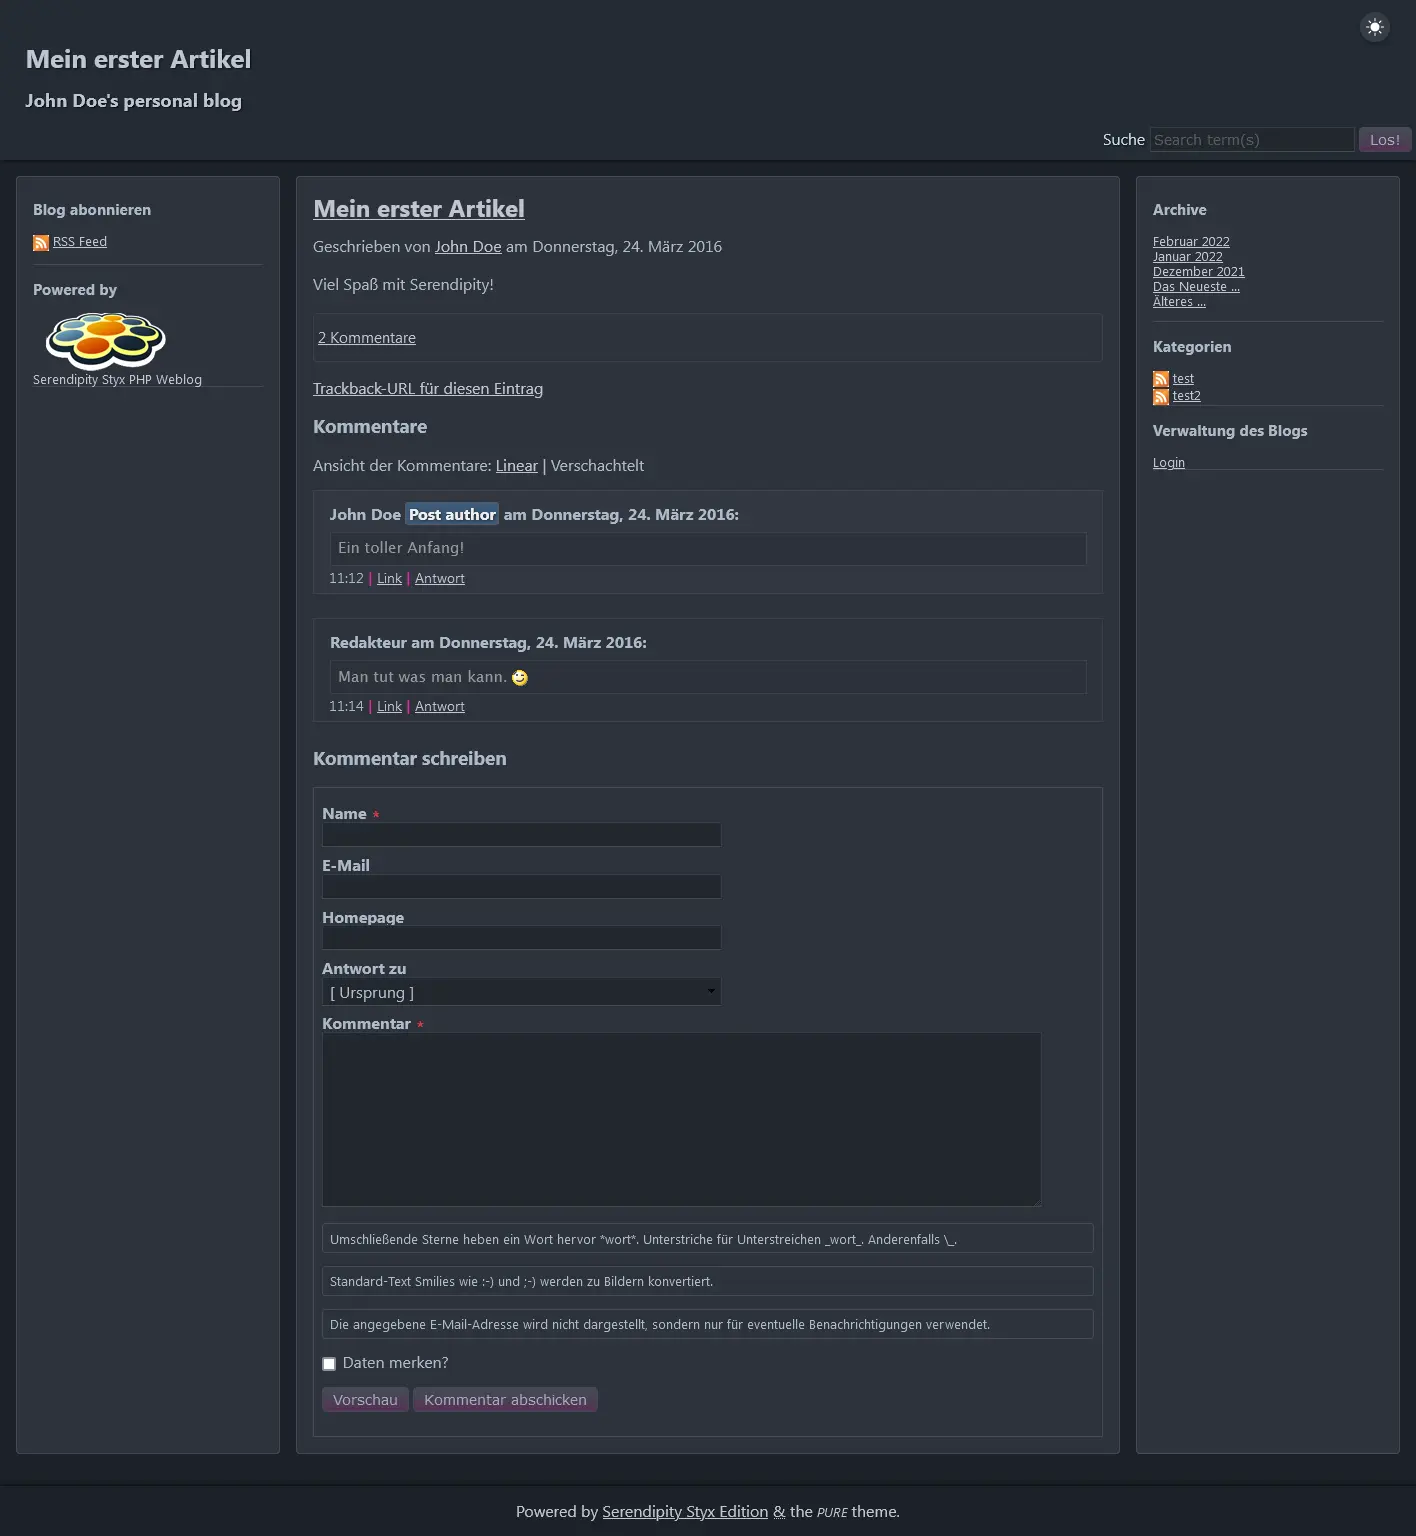 Mein erster Artikel
John Doe's personal blog
Suche Search term(s) Los!
Blog abonnieren
RSS Feed
Powered by
Serendipity Styx PHP Weblog
Mein erster Artikel
Geschrieben von John Doe am Donnerstag, 24. März 2016
Viel Spaß mit Serendipity!
2 Kommentare
Trackback-URL für diesen Eintrag
Kommentare
Ansicht der Kommentare: Linear | Verschachtelt
John Doe Post author am Donnerstag, 24. März 2016:
Ein toller Anfang!
11:12 | Link | Antwort
Redakteur am Donnerstag, 24. März 2016:
Man tut was man kann.
11:14 | Link | Antwort
Kommentar schreiben
Name *
E-Mail
Homepage
Antwort zu
[ Ursprung ]
Kommentar *
Umschließende Sterne heben ein Wort hervor *wort*. Unterstriche für Unterstreichen _wort_. Anderenfalls \_.
Standard-Text Smilies wie :-) und ;-) werden zu Bildern konvertiert.
Die angegebene E-Mail-Adresse wird nicht dargestellt, sondern nur für eventuelle Benachrichtigungen verwendet.
Daten merken?
Vorschau Kommentar abschicken
Archive
Februar 2022
Januar 2022
Dezember 2021
Das Neueste ...
Älteres ...
Kategorien
test
test2
Verwaltung des Blogs
Login
Powered by Serendipity Styx Edition & the PURE theme.